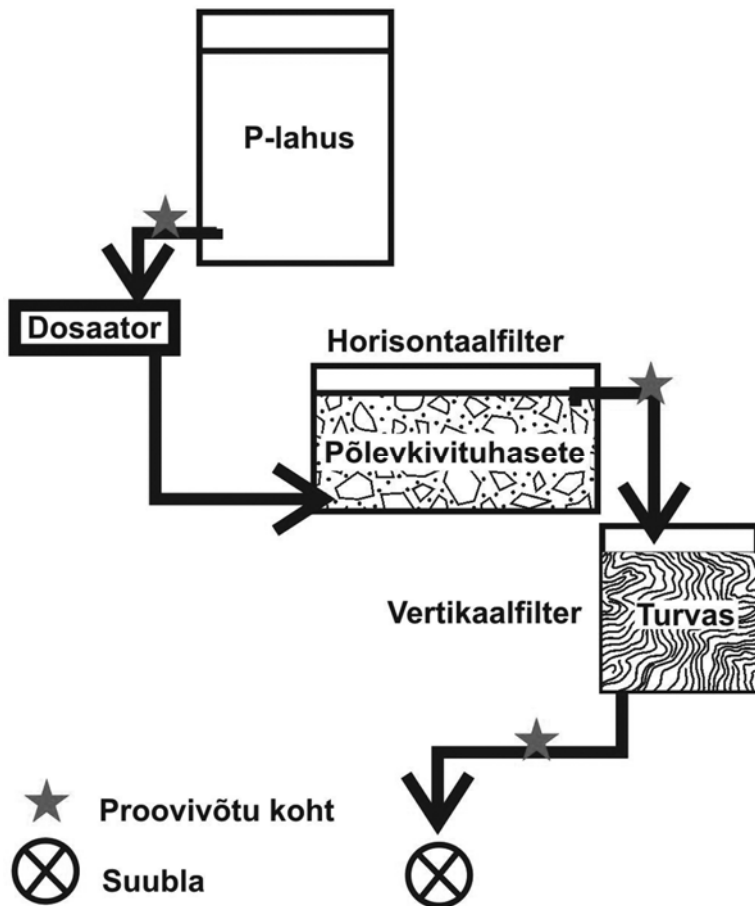 P-lahus
Dosaator
Horisontaalfilter
Põlevkivituhasete
Vertikaalfilter
Turvas
Proovivõtu koht
Suubla